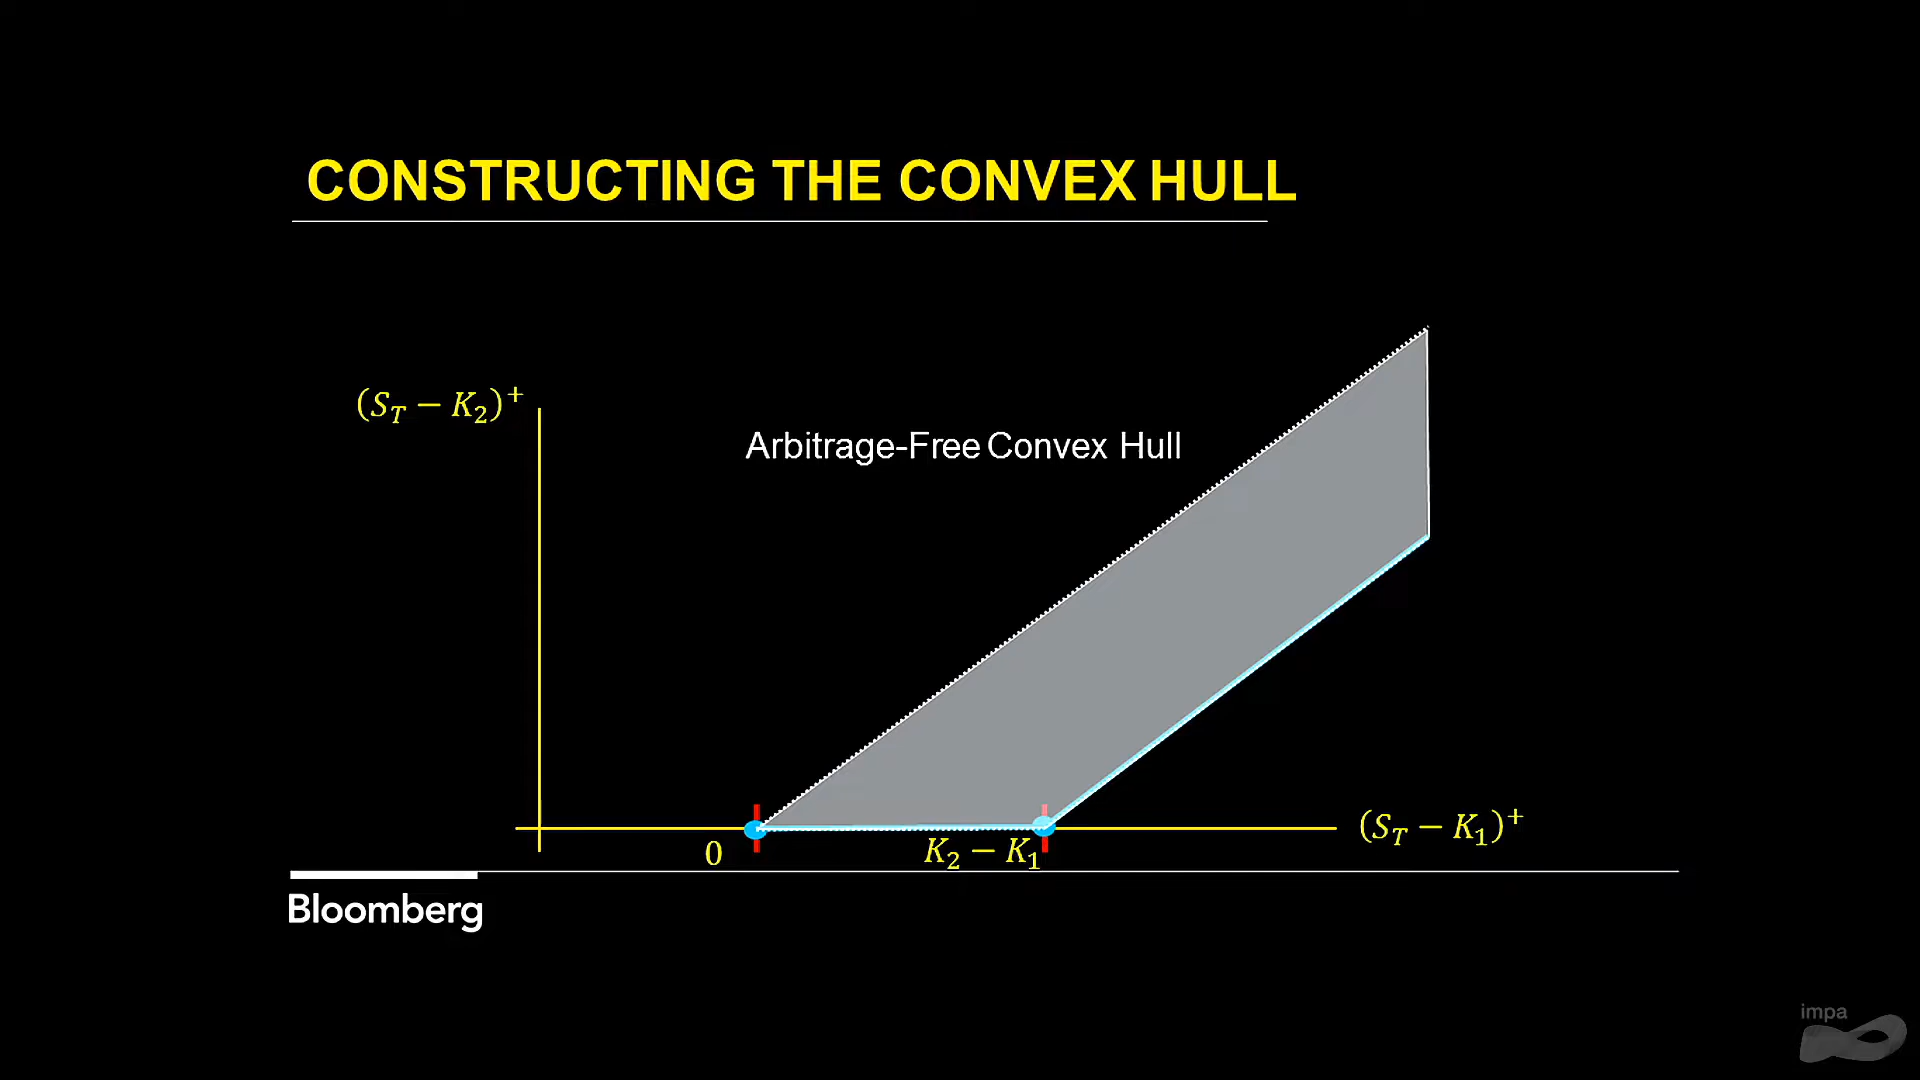 CONSTRUCTING THE CONVEX HULL
(S_T − K_2)^+
Arbitrage-Free Convex Hull
(S_T − K_1)^+
0
K_2 − K_1
Bloomberg
impa